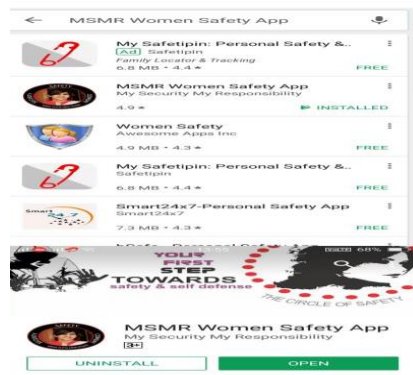 MSMR Women Safety App
My Safetipin: Personal Safety &..
Ad Safetipin
Family Locator & Tracking
6.8 MB • 4.4 ★ FREE
MSMR Women Safety App
My Security My Responsibility
4.9 ★ INSTALLED
Women Safety
Awesome Apps Inc
4.9 MB • 4.3 ★ FREE
My Safetipin: Personal Safety &..
Safetipin
6.8 MB • 4.4 ★ FREE
Smart24x7-Personal Safety App
Smart24x7
7.3 MB • 4.3 ★ FREE
68%
YOUR
FIRST
STEP
TOWARDS
safety & self defense
THE CIRCLE OF SAFETY
MSMR Women Safety App
My Security My Responsibility
3+
UNINSTALL OPEN